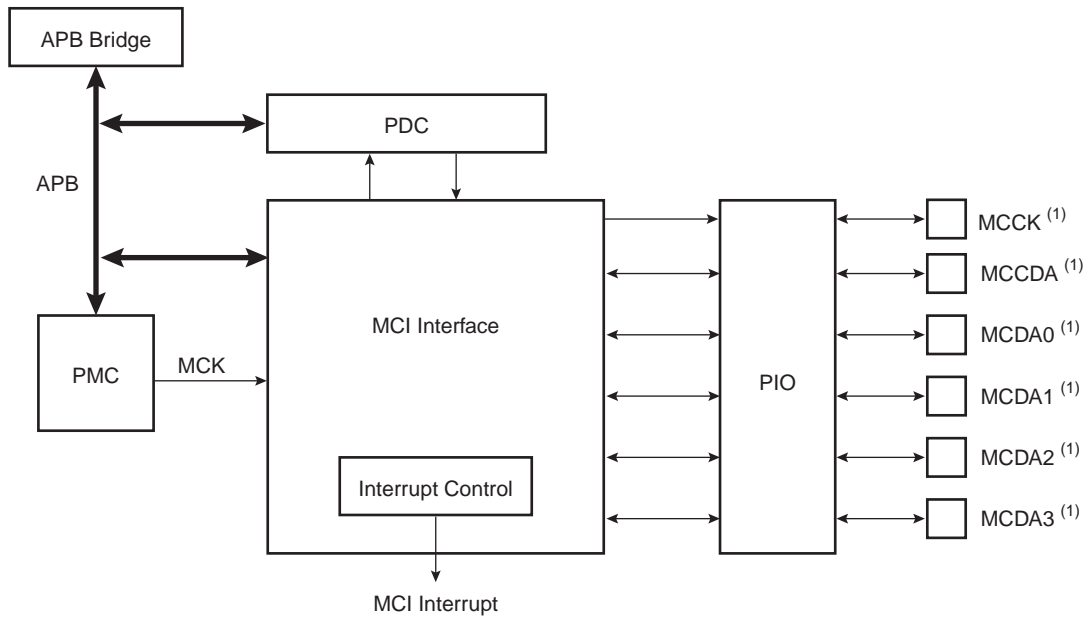 APB Bridge
PDC
APB
MCCK (1)
MCCDA (1)
MCI Interface
MCDA0 (1)
PMC
MCK
PIO
MCDA1 (1)
MCDA2 (1)
Interrupt Control
MCDA3 (1)
MCI Interrupt